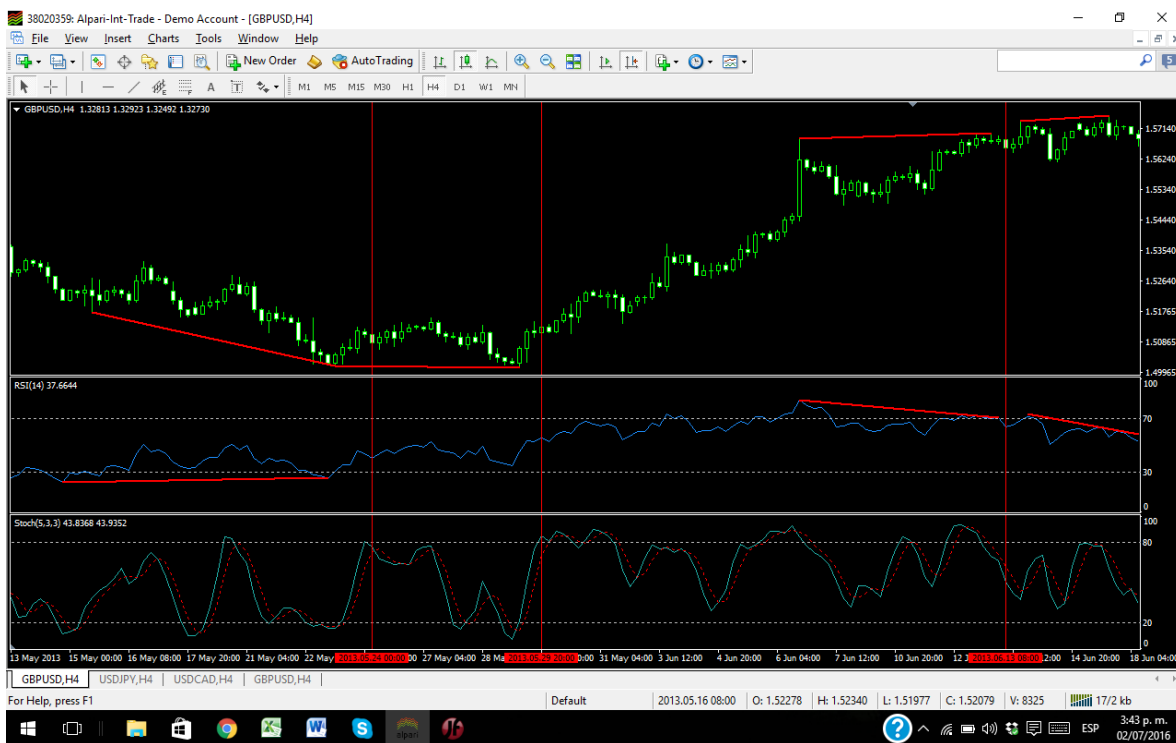 38020359: Alpari-Int-Trade - Demo Account - [GBPUSD,H4]
File View Insert Charts Tools Window Help
New Order AutoTrading 5
A T M1 M5 M15 M30 H1 H4 D1 W1 MN
GBPUSD,H4 1.32813 1.32923 1.32492 1.32730
1.57140
1.56240
1.55340
1.54440
1.53540
1.52640
1.51765
1.50865
1.49965
RSI(14) 37.6644
100
70
30
0
Stoch(5,3,3) 43.8368 43.9352
100
80
20
0
13 May 2013 15 May 00:00 16 May 08:00 17 May 20:00 21 May 04:00 22 May 2013.05.24 00:00 00 27 May 04:00 28 Ma 2013.05.29 20:00 0:00 31 May 04:00 3 Jun 12:00 4 Jun 20:00 6 Jun 04:00 7 Jun 12:00 10 Jun 20:00 12 J 2013.06.13 08:00 2:00 14 Jun 20:00 18 Jun 04:00
GBPUSD,H4 USDJPY,H4 USDCAD,H4 GBPUSD,H4
For Help, press F1 Default 2013.05.16 08:00 O: 1.52278 H: 1.52340 L: 1.51977 C: 1.52079 V: 8325 17/2 kb
alpari ESP 3:43 p. m.
02/07/2016